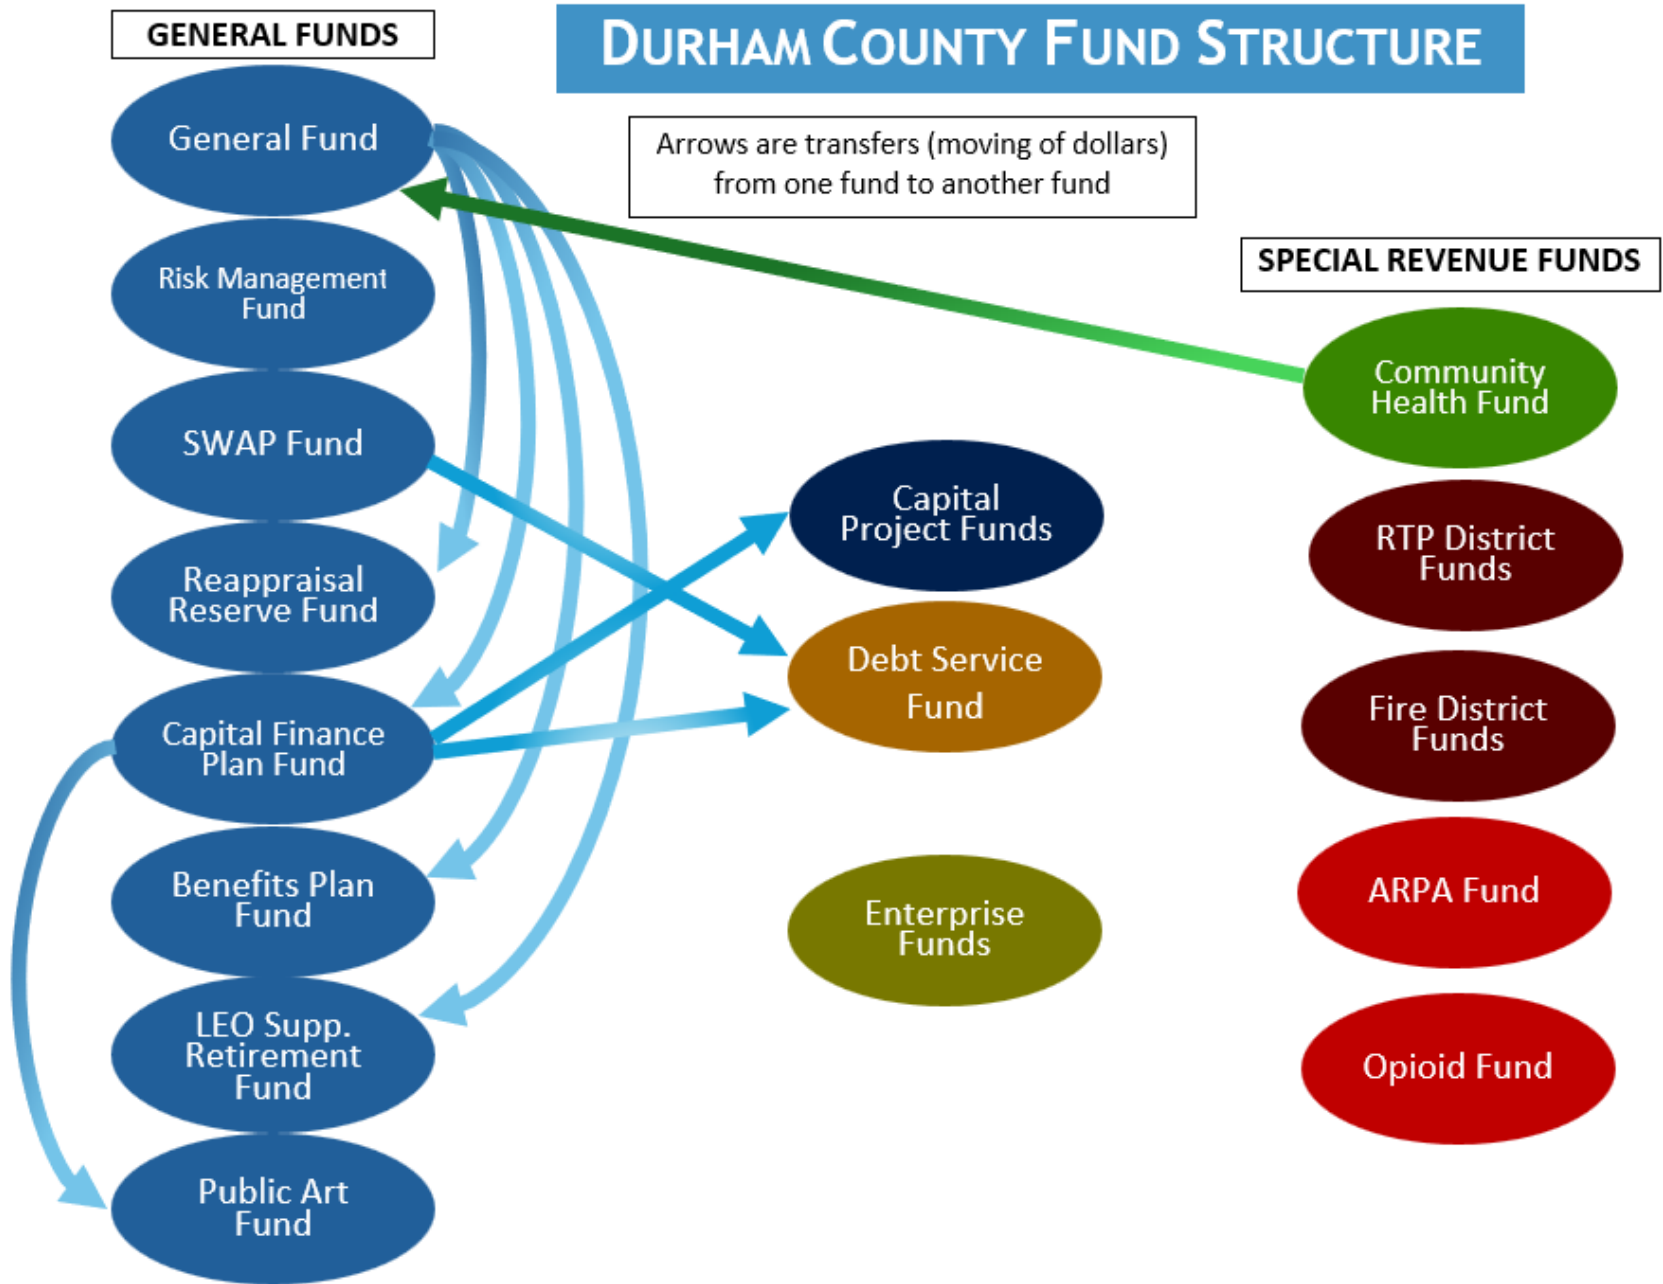 GENERAL FUNDS
DURHAM COUNTY FUND STRUCTURE
Arrows are transfers (moving of dollars)
from one fund to another fund
General Fund
Risk Management
Fund
SWAP Fund
Reappraisal
Reserve Fund
Capital Finance
Plan Fund
Benefits Plan
Fund
LEO Supp.
Retirement
Fund
Public Art
Fund
Capital
Project Funds
Debt Service
Fund
Enterprise
Funds
SPECIAL REVENUE FUNDS
Community
Health Fund
RTP District
Funds
Fire District
Funds
ARPA Fund
Opioid Fund